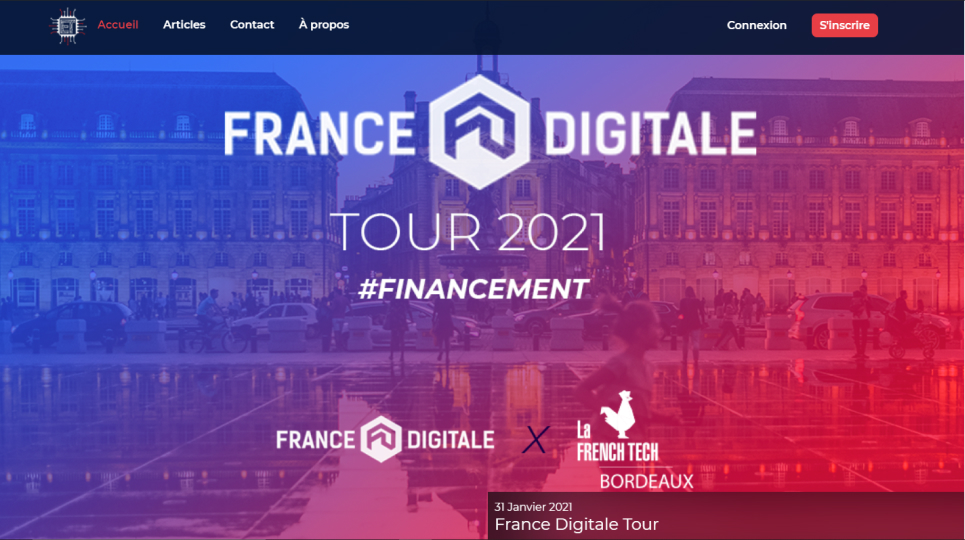 Accueil Articles Contact À propos Connexion S'inscrire
FRANCE DIGITALE
TOUR 2021
#FINANCEMENT
FRANCE DIGITALE X La FRENCH TECH
BORDEAUX
31 Janvier 2021
France Digitale Tour